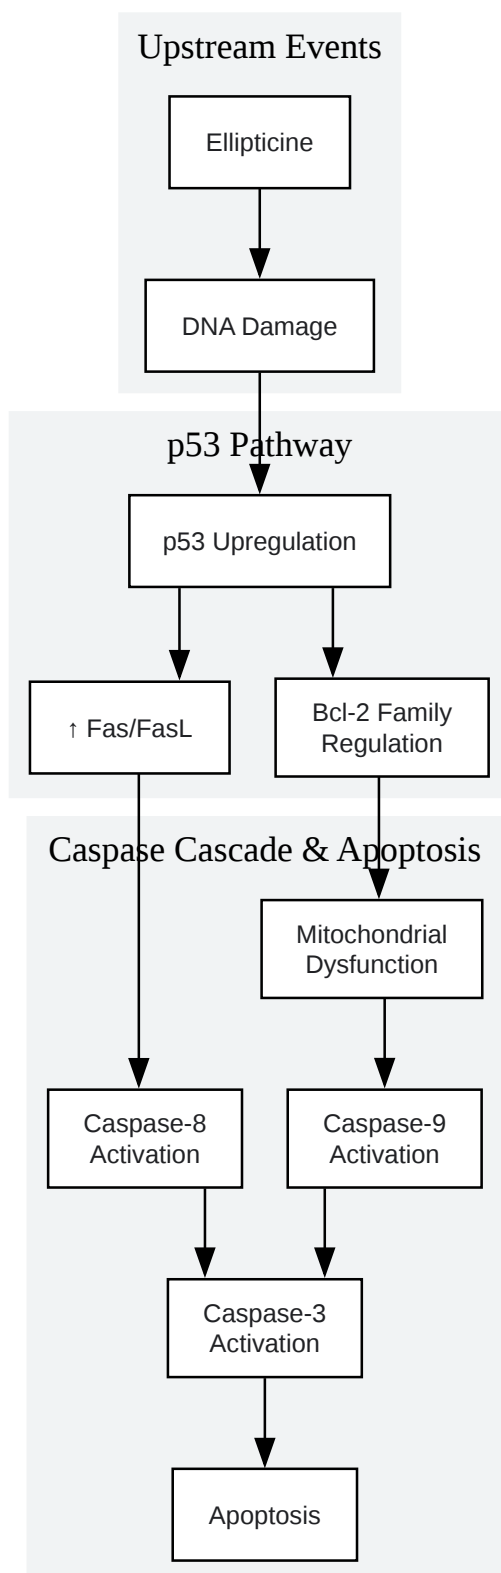 Upstream Events
Ellipticine
DNA Damage
p53 Pathway
p53 Upregulation
↑ Fas/FasL
Bcl-2 Family
Regulation
Caspase Cascade & Apoptosis
Mitochondrial
Dysfunction
Caspase-8
Activation
Caspase-9
Activation
Caspase-3
Activation
Apoptosis